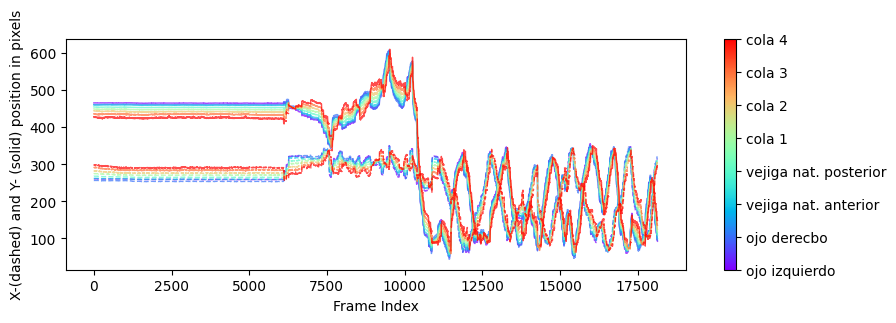 X-(dashed) and Y- (solid) position in pixels
600
500
400
300
200
100
0
2500
5000
7500
10000
12500
15000
17500
Frame Index
cola 4
cola 3
cola 2
cola 1
vejiga nat. posterior
vejiga nat. anterior
ojo derecbo
ojo izquierdo